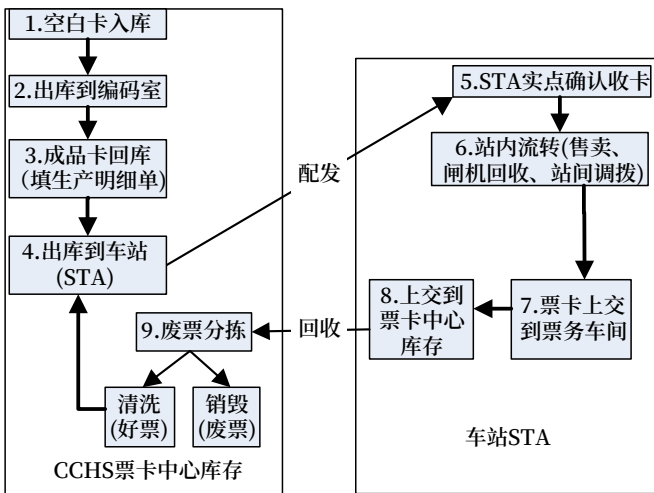 1.空白卡入库
2.出库到编码室
3.成品卡回库
(填生产明细单)
4.出库到车站
(STA)
9.废票分拣
清洗
(好票)
销毁
(废票)
CCHS票卡中心库存
配发
回收
5.STA实点确认收卡
6.站内流转(售卖、
闸机回收、站间调拨)
7.票卡上交
到票务车间
8.上交到
票卡中心
库存
车站STA